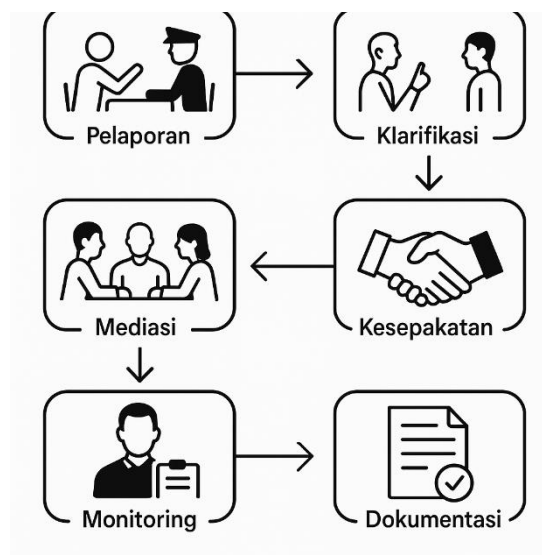 Pelaporan
Klarifikasi
Mediasi
Kesepakatan
Monitoring
Dokumentasi